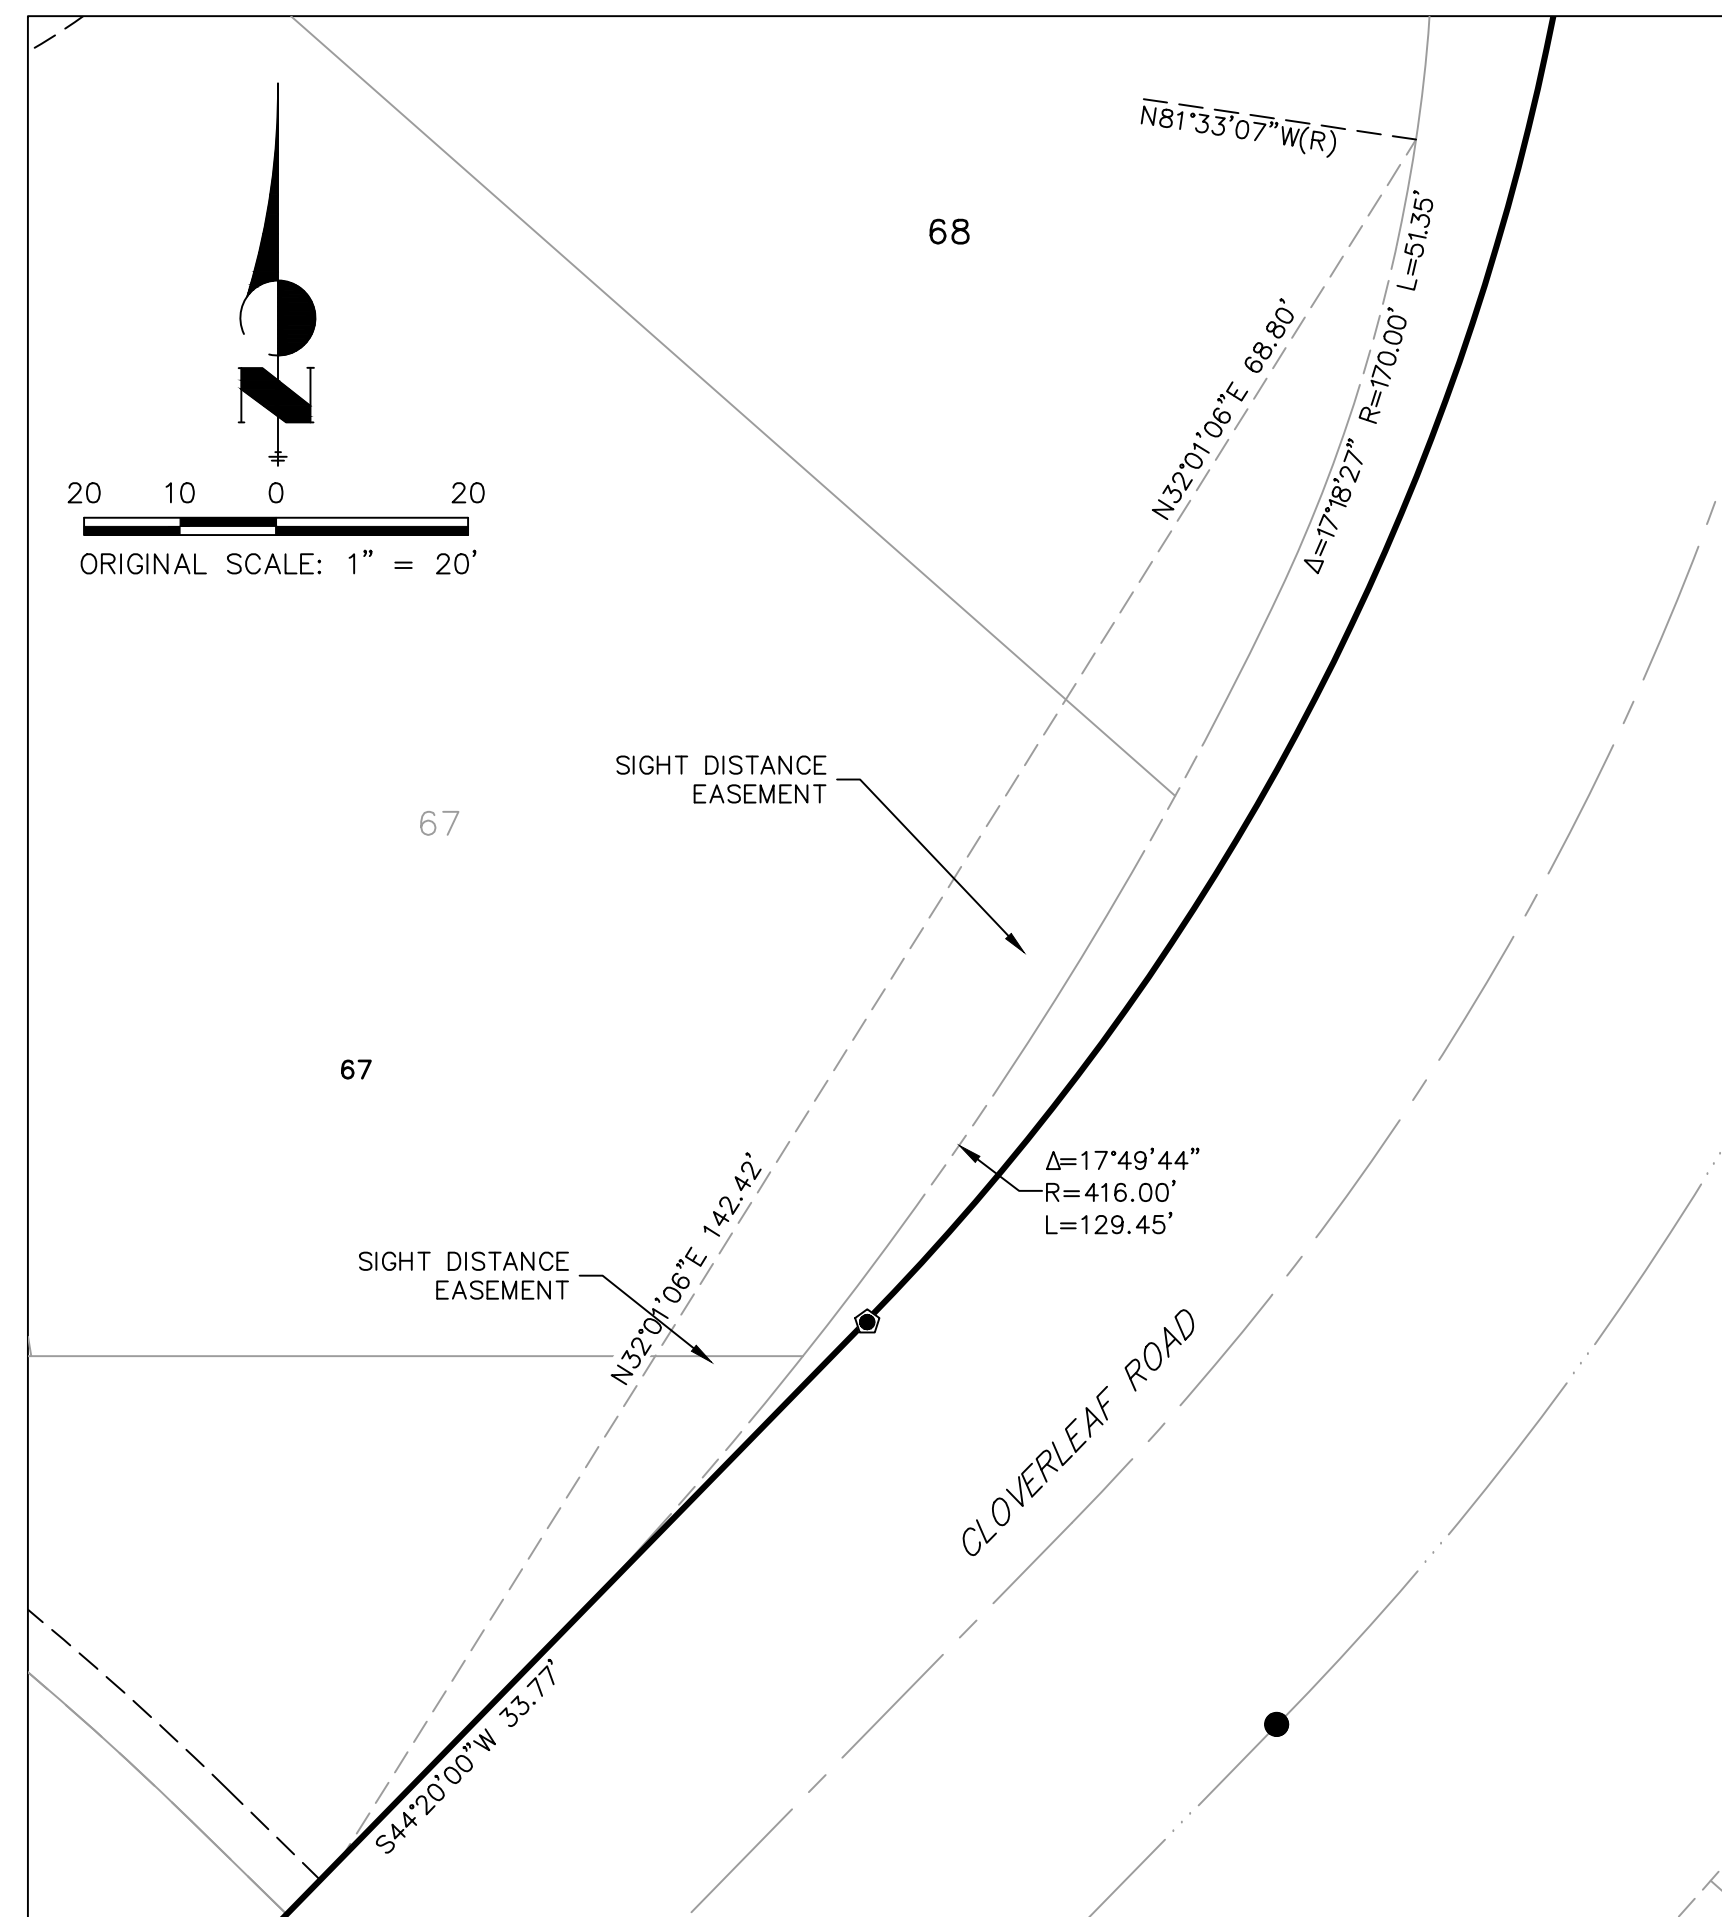 N81°33'07"W(R)
68
Δ=17°18'27" R=170.00' L=51.35'
N32°01'06"E 68.80'
N
20 10 0 20
ORIGINAL SCALE: 1" = 20'
SIGHT DISTANCE
EASEMENT
67
67
Δ=17°49'44"
R=416.00'
L=129.45'
N32°01'06"E 142.42'
SIGHT DISTANCE
EASEMENT
CLOVERLEAF ROAD
S44°20'00"W 33.77'